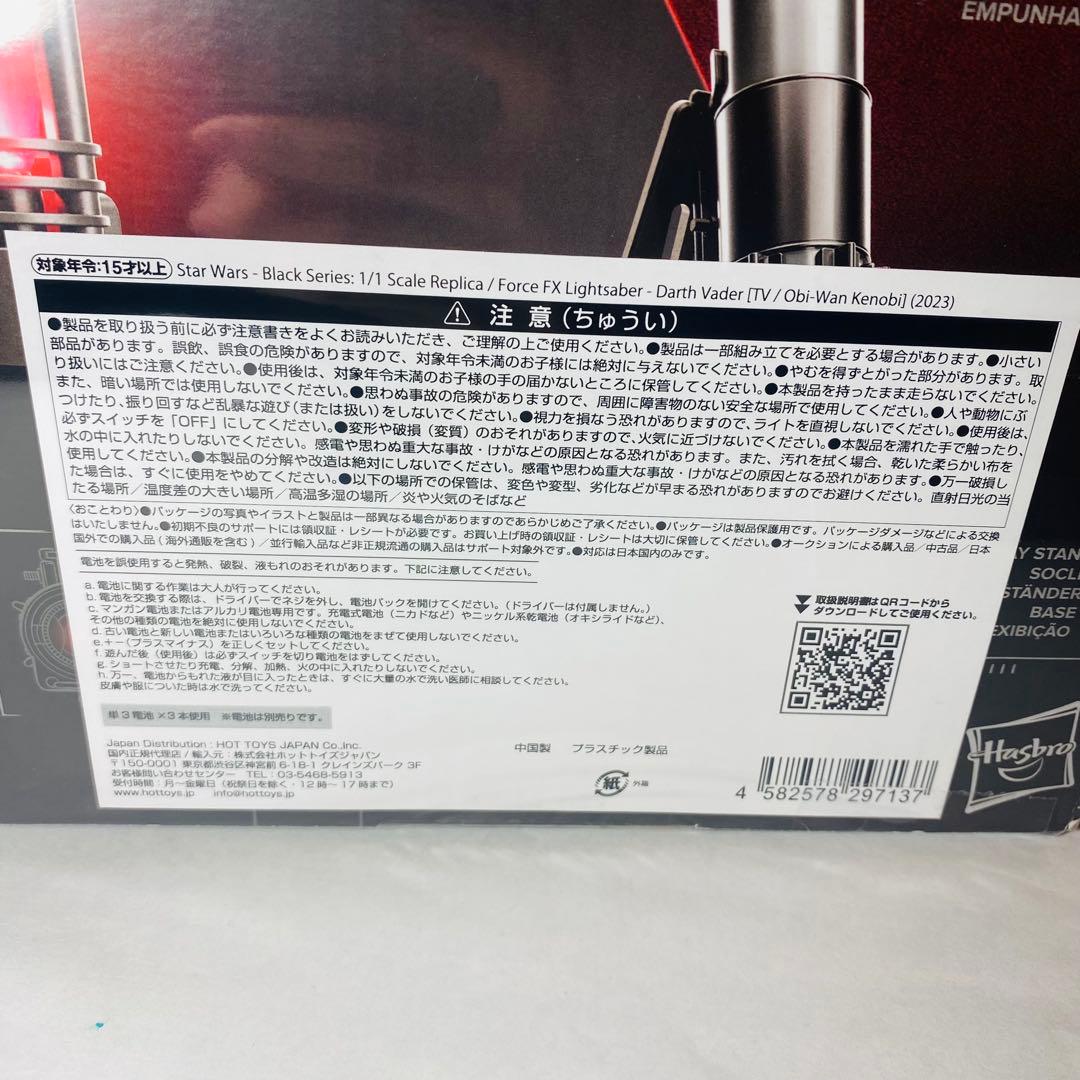 EMPUNHA
対象年令:15才以上 Star Wars - Black Series: 1/1 Scale Replica / Force FX Lightsaber - Darth Vader [TV / Obi-Wan Kenobi] (2023)
⚠ 注 意(ちゅうい)
●製品を取り扱う前に必ず注意書きをよくお読みいただき、ご理解の上ご使用ください。●製品は一部組み立てを必要とする場合があります。●小さい
部品があります。誤飲、誤食の危険がありますので、対象年令未満のお子様には絶対に与えないでください。●やむを得ずとがった部分があります。取
り扱いにはご注意ください。●使用後は、対象年令未満のお子様の手の届かないところに保管してください。●本製品を持ったまま走らないでください。
また、暗い場所では使用しないでください。●思わぬ事故の危険がありますので、周囲に障害物のない安全な場所で使用してください。●人や動物にぶ
つけたり、振り回すなど乱暴な遊び(または扱い)をしないでください。●視力を損なう恐れがありますので、ライトを直視しないでください。●使用後は、
必ずスイッチを「OFF」にしてください。●変形や破損(変質)のおそれがありますので、火気に近づけないでください。●本製品を濡れた手で触ったり、
水の中に入れたりしないでください。感電や思わぬ重大な事故・けがなどの原因となる恐れがあります。また、汚れを拭く場合、乾いた柔らかい布を
使用してください。●本製品の分解や改造は絶対にしないでください。感電や思わぬ重大な事故・けがなどの原因となる恐れがあります。●万一破損し
た場合は、すぐに使用をやめてください。●以下の場所での保管は、変色や変型、劣化などが早まる恐れがありますのでお避けください。直射日光の当
たる場所/温度差の大きい場所/高温多湿の場所/炎や火気のそばなど
〈おことわり〉●パッケージの写真やイラストと製品は一部異なる場合がありますのであらかじめご了承ください。●パッケージは製品保護用です。パッケージダメージなどによる交換
はいたしません。●初期不良のサポートには領収証・レシートが必要です。お買い上げ時の領収証・レシートは大切に保管してください。●オークションによる購入品/中古品/日本
国外での購入品(海外通販を含む)/並行輸入品など非正規流通の購入品はサポート対象外です。●対応は日本国内のみです。
電池を誤使用すると発熱、破裂、液もれのおそれがあります。下記に注意してください。
a. 電池に関する作業は大人が行ってください。
b. 電池を交換する際は、ドライバーでネジを外し、電池パックを開けてください。(ドライバーは付属しません。)
c. マンガン電池またはアルカリ電池専用です。充電式電池(ニカドなど)やニッケル系乾電池(オキシライドなど)、
その他の種類の電池を絶対に使用しないでください。
d. 古い電池と新しい電池またはいろいろな種類の電池をまぜて使用しないでください。
e. +-(プラスマイナス)を正しくセットしてください。
f. 遊んだ後(使用後)は必ずスイッチを切り電池をはずしてください。
g. ショートさせたり充電、分解、加熱、火の中に入れたりしないでください。
h. 万一、電池からもれた液が目に入ったときは、すぐに大量の水で洗い医師に相談してください。
皮膚や服についた時は水で洗ってください。
取扱説明書はQRコードから
ダウンロードしてご使用ください。
単3電池×3本使用 ※電池は別売りです。
Japan Distribution : HOT TOYS JAPAN Co.,Inc.
国内正規代理店/輸入元:株式会社ホットトイズジャパン
〒150-0001 東京都渋谷区神宮前 6-18-1 クレインズパーク 3F
お客様問い合わせセンター TEL:03-5468-5913
受付時間:月~金曜日(祝祭日を除く・12時~17時まで)
www.hottoys.jp info@hottoys.jp
中国製 プラスチック製品
紙 外箱
4 582578 297137
AY STAN
SOCLE
STÄNDER
BASE
EXIBIÇÃO
Hasbro